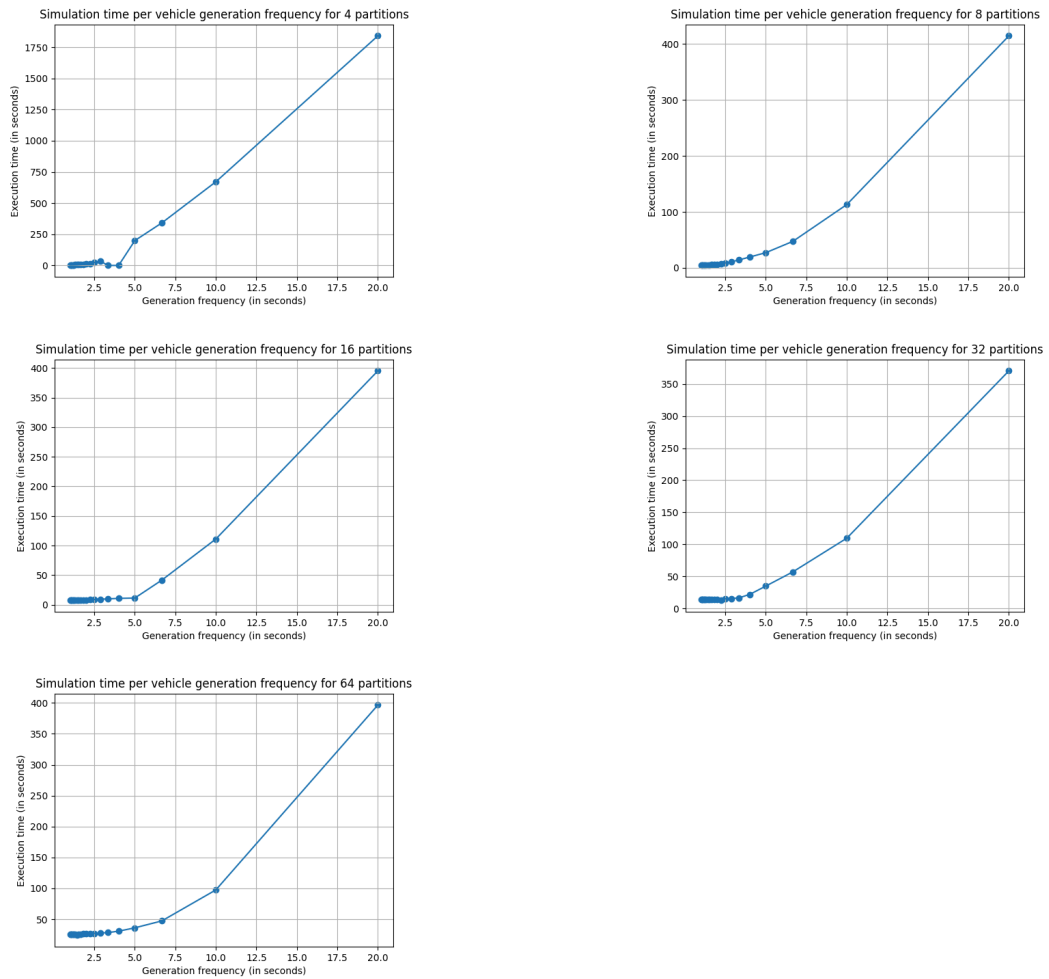 Simulation time per vehicle generation frequency for 4 partitions
1750
1500
1250
1000
750
500
250
0
Execution time (in seconds)
2.5 5.0 7.5 10.0 12.5 15.0 17.5 20.0
Generation frequency (in seconds)
Simulation time per vehicle generation frequency for 8 partitions
400
300
200
100
0
Execution time (in seconds)
2.5 5.0 7.5 10.0 12.5 15.0 17.5 20.0
Generation frequency (in seconds)
Simulation time per vehicle generation frequency for 16 partitions
400
350
300
250
200
150
100
50
0
Execution time (in seconds)
2.5 5.0 7.5 10.0 12.5 15.0 17.5 20.0
Generation frequency (in seconds)
Simulation time per vehicle generation frequency for 32 partitions
350
300
250
200
150
100
50
0
Execution time (in seconds)
2.5 5.0 7.5 10.0 12.5 15.0 17.5 20.0
Generation frequency (in seconds)
Simulation time per vehicle generation frequency for 64 partitions
400
350
300
250
200
150
100
50
Execution time (in seconds)
2.5 5.0 7.5 10.0 12.5 15.0 17.5 20.0
Generation frequency (in seconds)